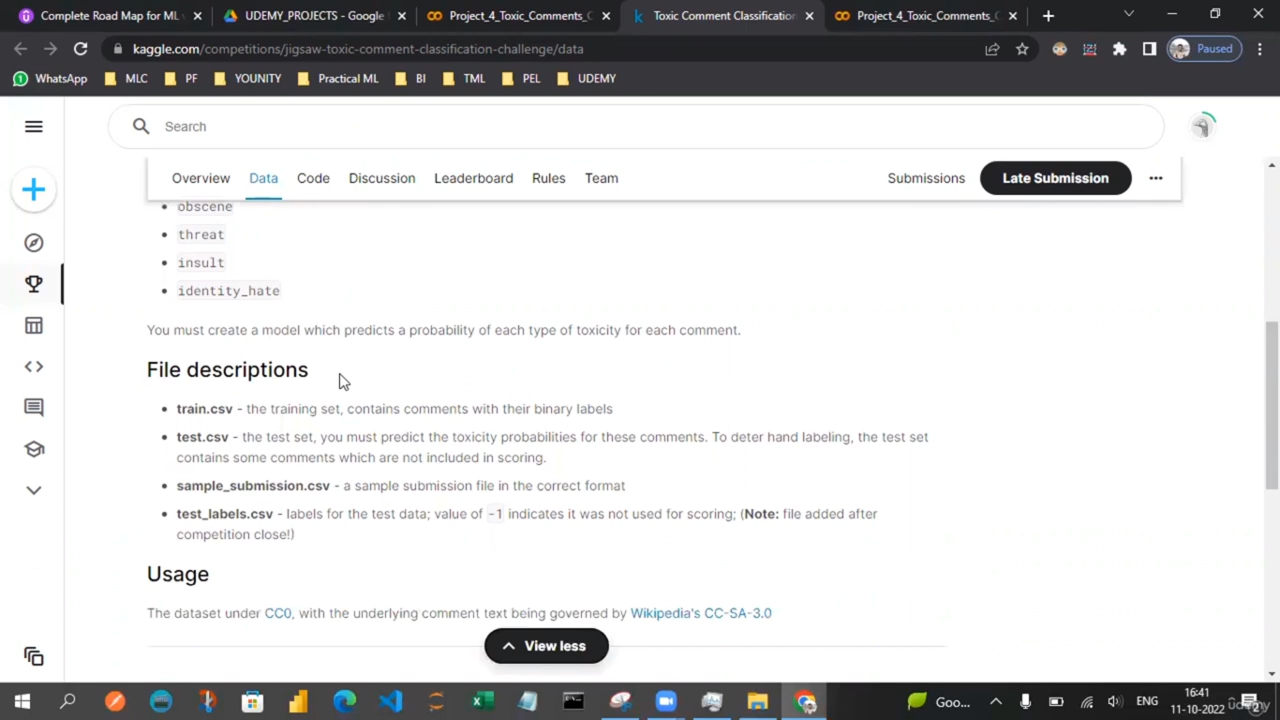 Complete Road Map for ML w
UDEMY_PROJECTS - Google
Project_4_Toxic_Comments_C
Toxic Comment Classification
Project_4_Toxic_Comments_C
kaggle.com/competitions/jigsaw-toxic-comment-classification-challenge/data
Paused
WhatsApp
MLC
PF
YOUNITY
Practical ML
BI
TML
PEL
UDEMY
Search
Overview
Data
Code
Discussion
Leaderboard
Rules
Team
Submissions
Late Submission
obscene
threat
insult
identity_hate
You must create a model which predicts a probability of each type of toxicity for each comment.
File descriptions
train.csv - the training set, contains comments with their binary labels
test.csv - the test set, you must predict the toxicity probabilities for these comments. To deter hand labeling, the test set
contains some comments which are not included in scoring.
sample_submission.csv - a sample submission file in the correct format
test_labels.csv - labels for the test data; value of -1 indicates it was not used for scoring; (Note: file added after
competition close!)
Usage
The dataset under CC0, with the underlying comment text being governed by Wikipedia's CC-SA-3.0
View less
Goo...
ENG
16:41
11-10-2022
udemy